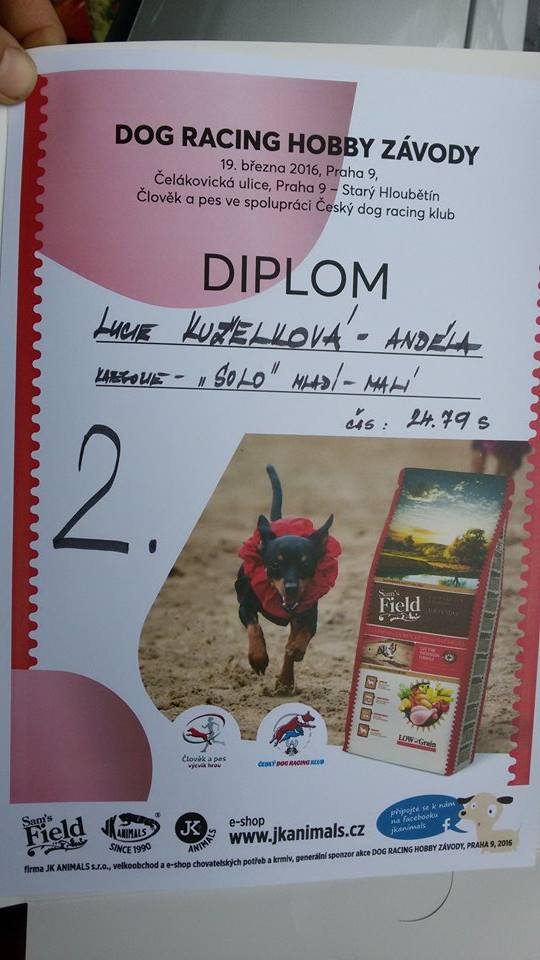 DOG RACING HOBBY ZÁVODY
19. března 2016, Praha 9,
Čelákovická ulice, Praha 9 – Starý Hloubětín
Člověk a pes ve spolupráci Český dog racing klub
DIPLOM
LUCIE KUŽELKOVÁ - ANDĚLA
KATEGORIE - „SOLO" MLADÍ - MALÍ
čas: 24.79 s
2.
Sam's
Field
LOW Grain
Člověk a pes
výcvik hrou
ČESKÝ DOG RACING KLUB
Sam's
Field
JK
ANIMALS
SINCE 1990
JK
ANIMALS
e-shop
www.jkanimals.cz
připojte se k nám
na facebooku
jkanimals
f
firma JK ANIMALS s.r.o., velkoobchod a e-shop chovatelských potřeb a krmiv, generální sponzor akce DOG RACING HOBBY ZÁVODY, PRAHA 9, 2016